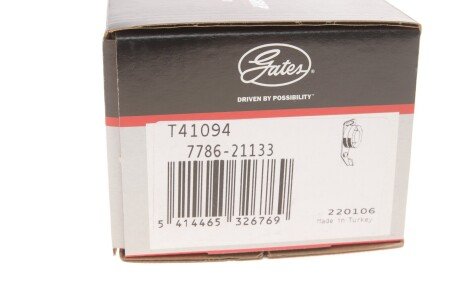 Gates®
DRIVEN BY POSSIBILITY™
T41094
7786-21133
5 414465 326769
220106
Made in Turkey